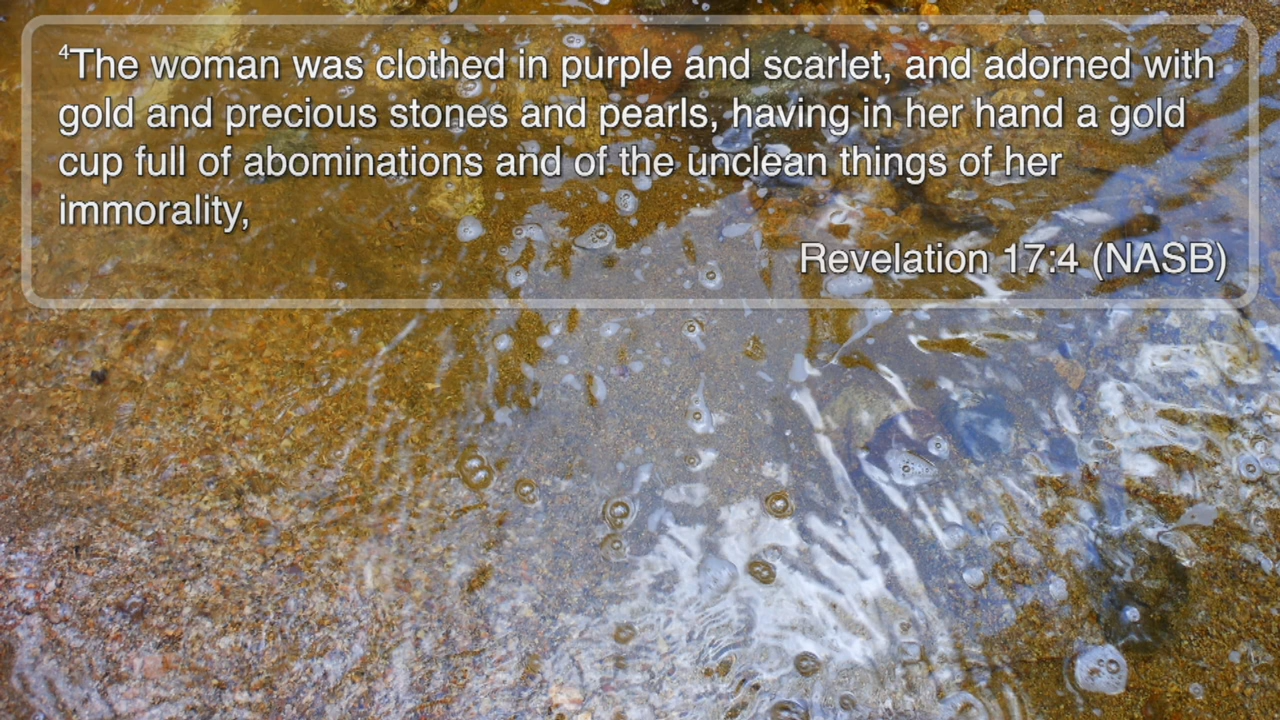 4The woman was clothed in purple and scarlet, and adorned with
gold and precious stones and pearls, having in her hand a gold
cup full of abominations and of the unclean things of her
immorality,
Revelation 17:4 (NASB)